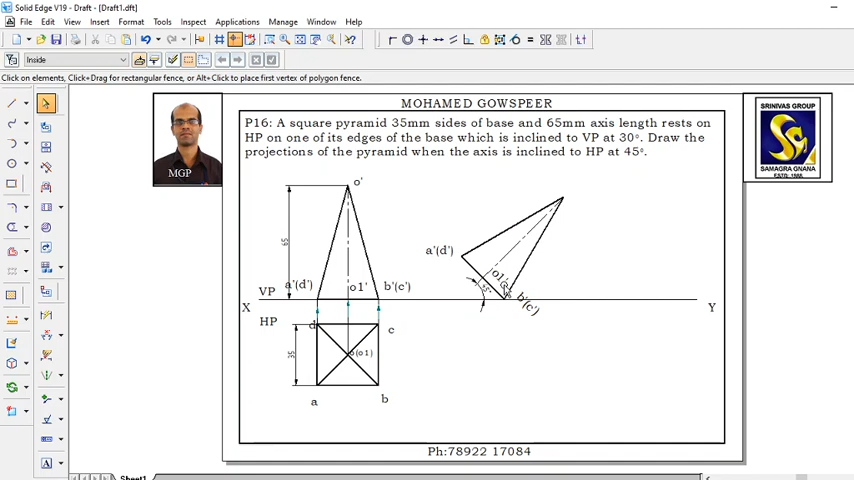 Solid Edge V19 - Draft - [Draft1.dft]
File Edit View Insert Format Tools Inspect Applications Manage Window Help
Inside
Click on elements, Click+Drag for rectangular fence, or Alt+Click to place first vertex of polygon fence.
MOHAMED GOWSPEER
P16: A square pyramid 35mm sides of base and 65mm axis length rests on
HP on one of its edges of the base which is inclined to VP at 30°. Draw the
projections of the pyramid when the axis is inclined to HP at 45°.
MGP
SRINIVAS GROUP
SAMAGRA GNANA
ESTD: 1988
o'
65
a'(d')
o1'
b'(c')
VP
a'(d')
o1'
b'(c')
45°
X
Y
HP
d
c
35
o(o1)
a
b
Ph:78922 17084
Sheet1